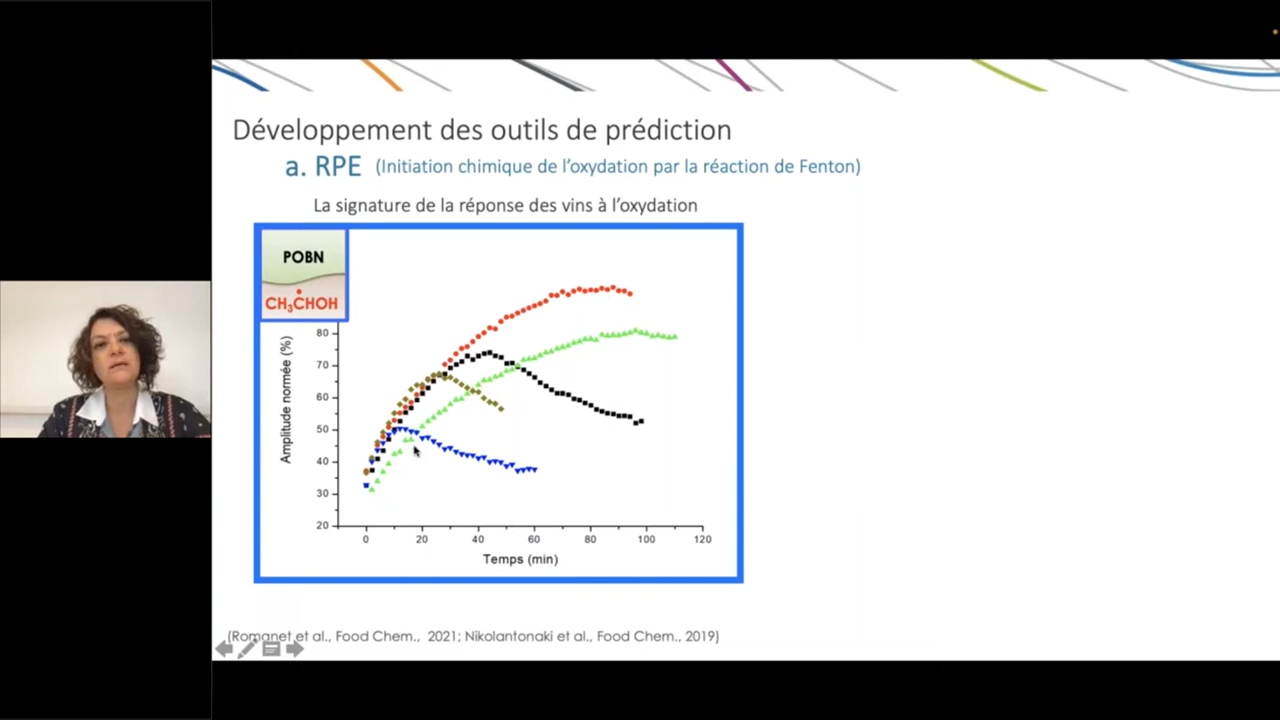 Développement des outils de prédiction
a. RPE (Initiation chimique de l'oxydation par la réaction de Fenton)
La signature de la réponse des vins à l'oxydation
POBN
CH₃ĊHOH
Amplitude normée (%)
80
70
60
50
40
30
20
0 20 40 60 80 100 120
Temps (min)
(Romanet et al., Food Chem., 2021; Nikolantonaki et al., Food Chem., 2019)